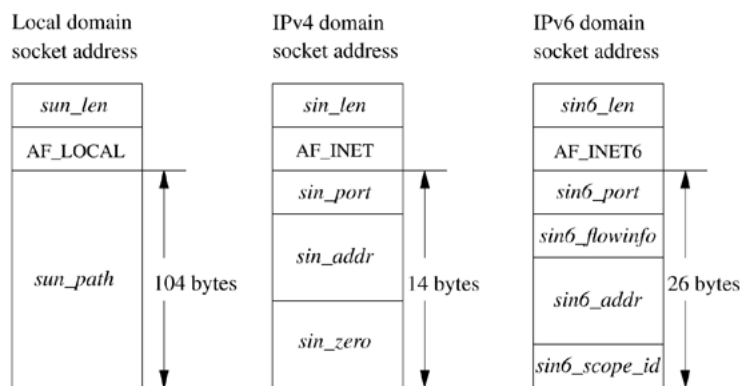 Local domain
socket address
IPv4 domain
socket address
IPv6 domain
socket address
sun_len
AF_LOCAL
sun_path
104 bytes
sin_len
AF_INET
sin_port
sin_addr
sin_zero
14 bytes
sin6_len
AF_INET6
sin6_port
sin6_flowinfo
sin6_addr
sin6_scope_id
26 bytes